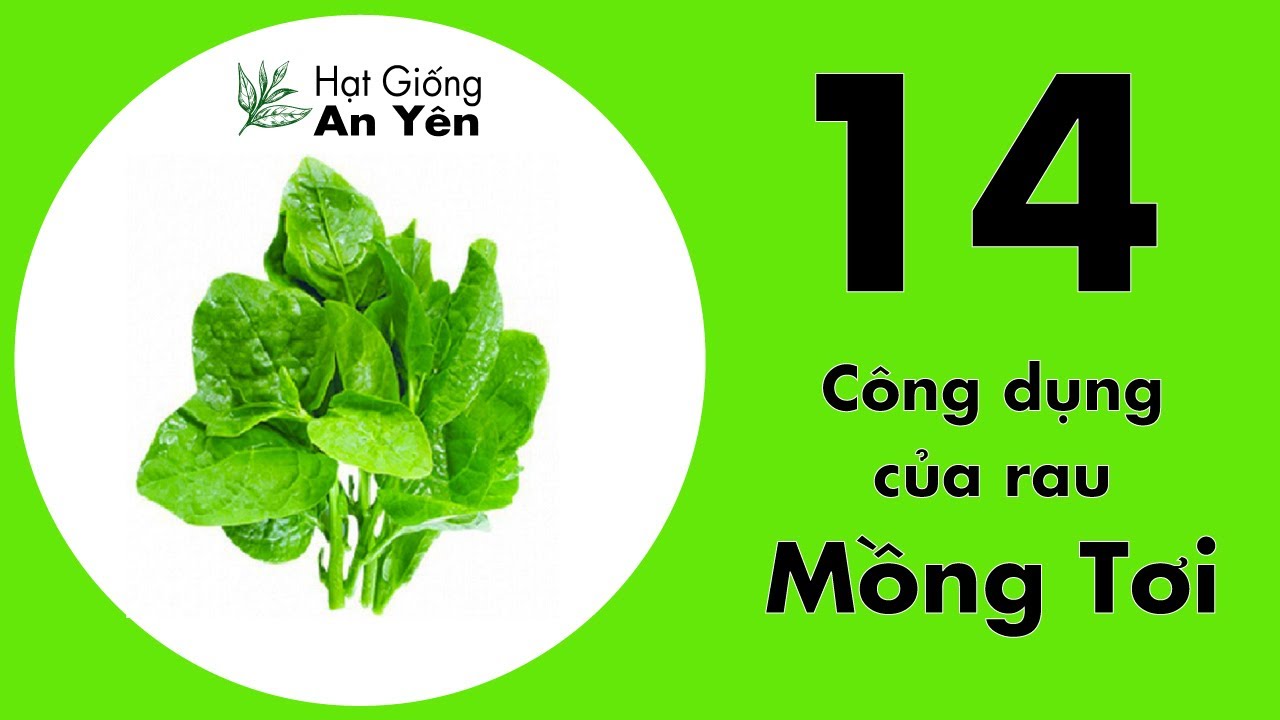 Hạt Giống
An Yên
14
Công dụng
của rau
Mồng Tơi